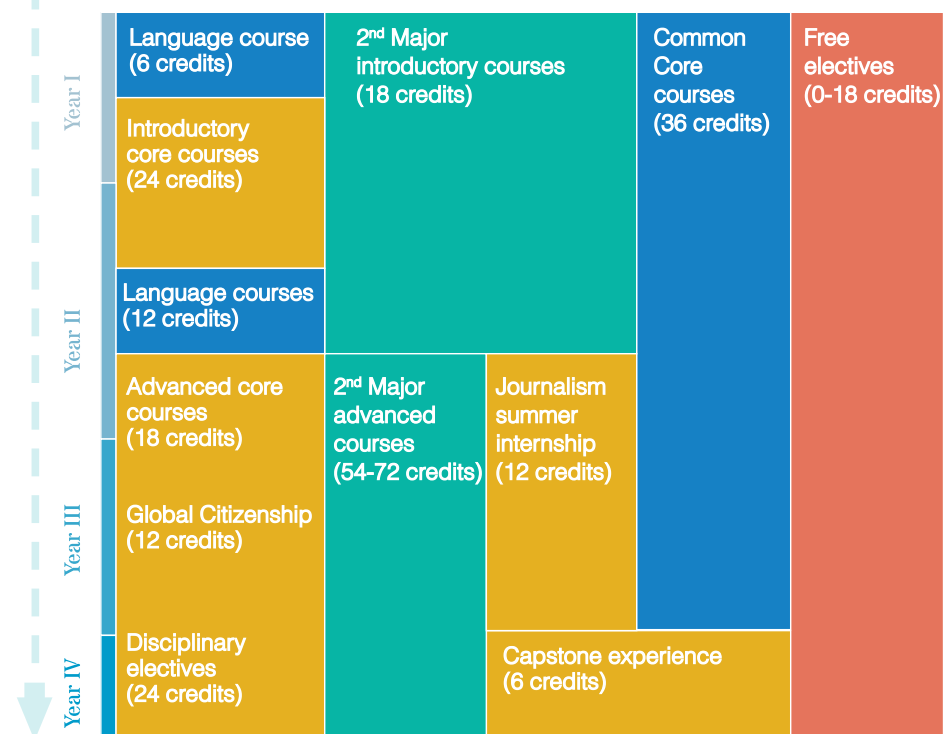 Year I
Language course
(6 credits)
Introductory
core courses
(24 credits)
2nd Major
introductory courses
(18 credits)
Common
Core
courses
(36 credits)
Free
electives
(0-18 credits)
Year II
Language courses
(12 credits)
Advanced core
courses
(18 credits)
2nd Major
advanced
courses
(54-72 credits)
Journalism
summer
internship
(12 credits)
Year III
Global Citizenship
(12 credits)
Year IV
Disciplinary
electives
(24 credits)
Capstone experience
(6 credits)